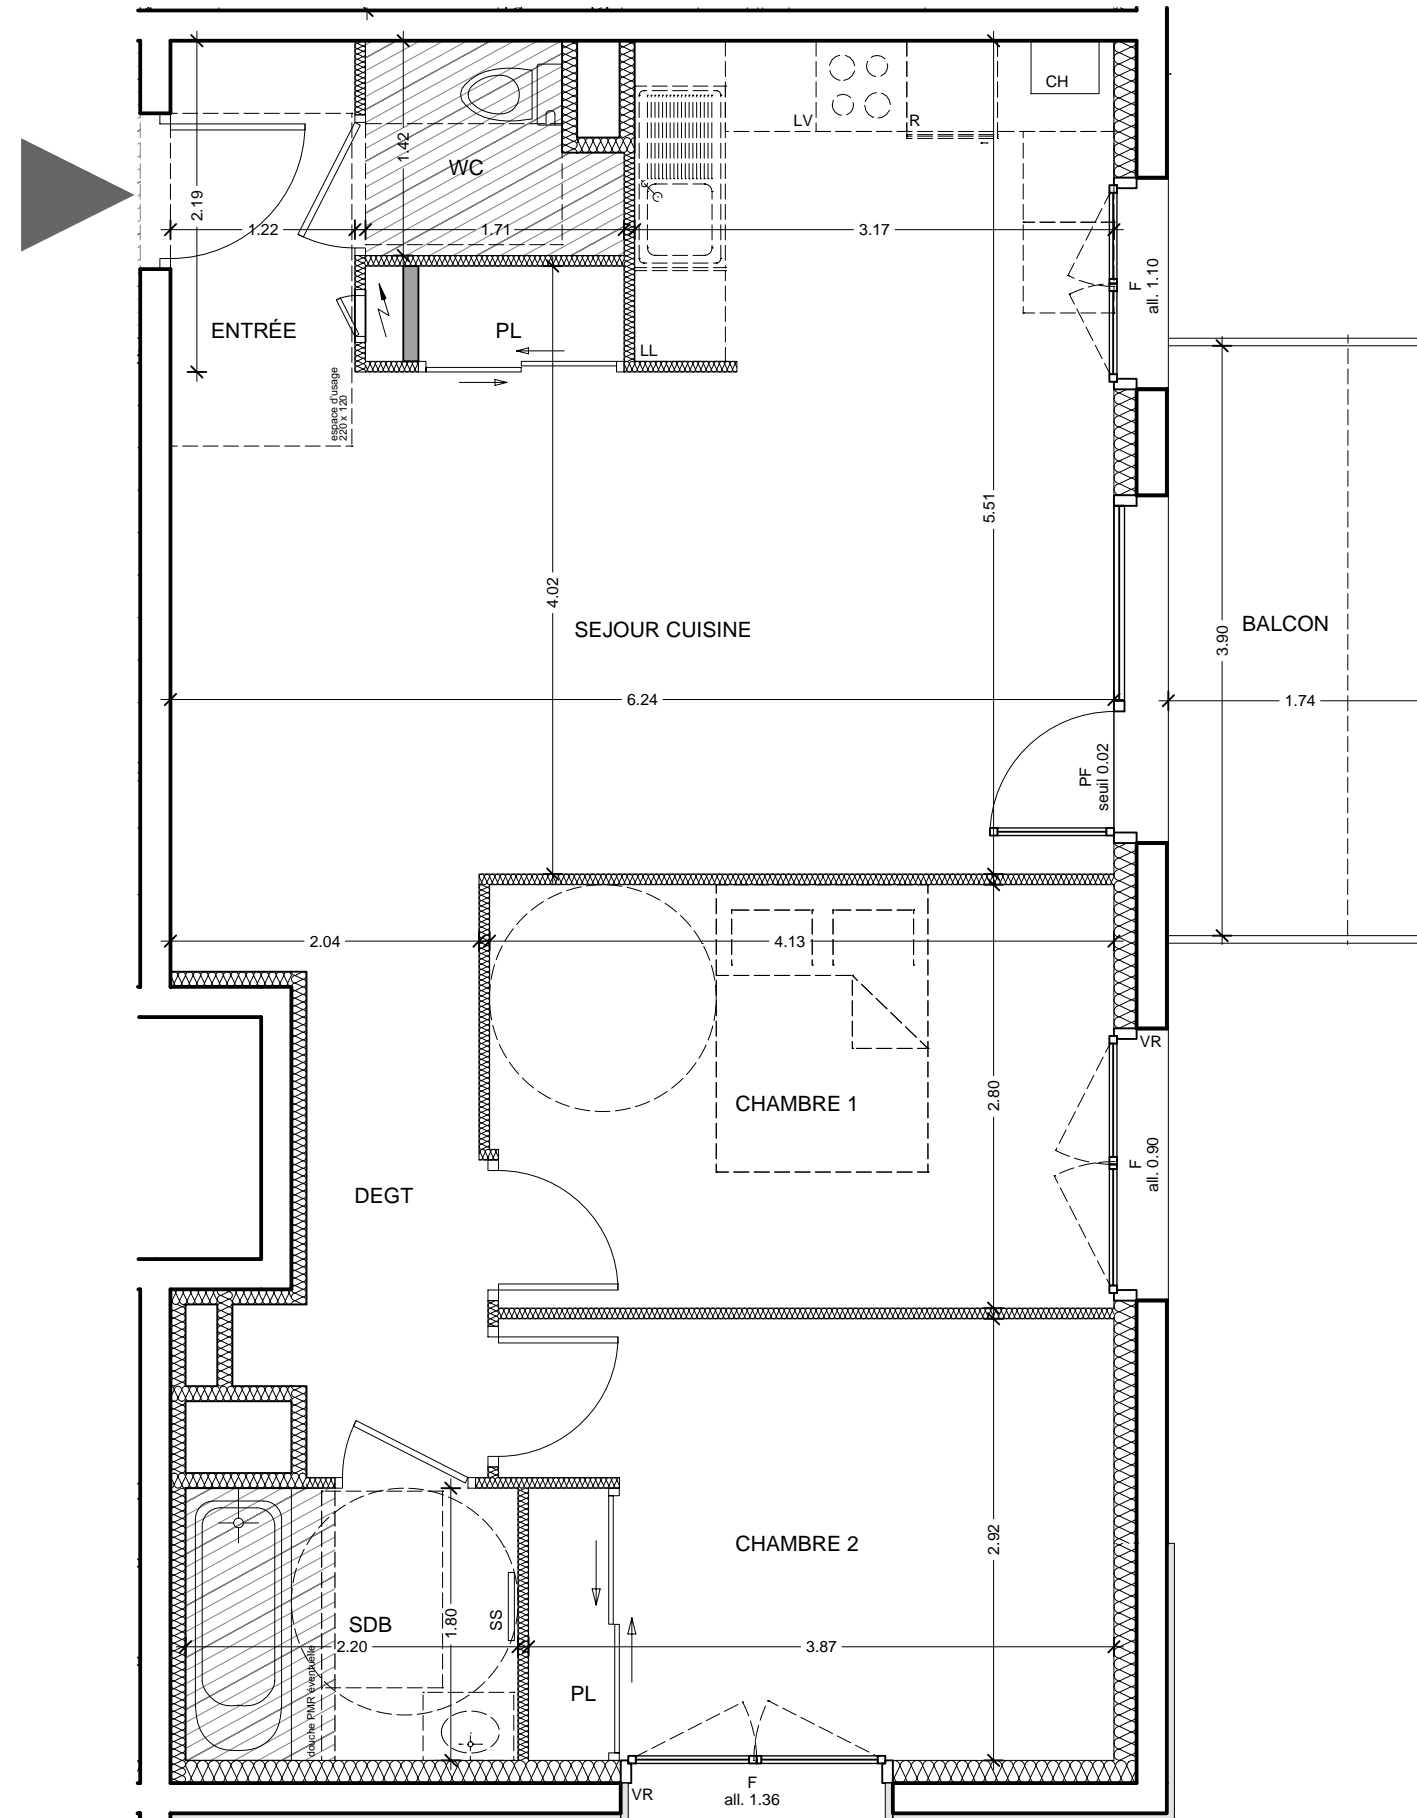 CH
LV
R
1.42
WC
2.19
1.22
1.71
3.17
F
all. 1.10
ENTRÉE
PL
LL
espace d'usage
220 x 120
5.51
4.02
SEJOUR CUISINE
BALCON
3.90
6.24
1.74
PF
seuil 0.02
2.04
4.13
VR
CHAMBRE 1
2.80
F
all. 0.90
DEGT
CHAMBRE 2
2.92
SDB
1.80
SS
2.20
3.87
douche PMR éventuelle
PL
VR
F
all. 1.36